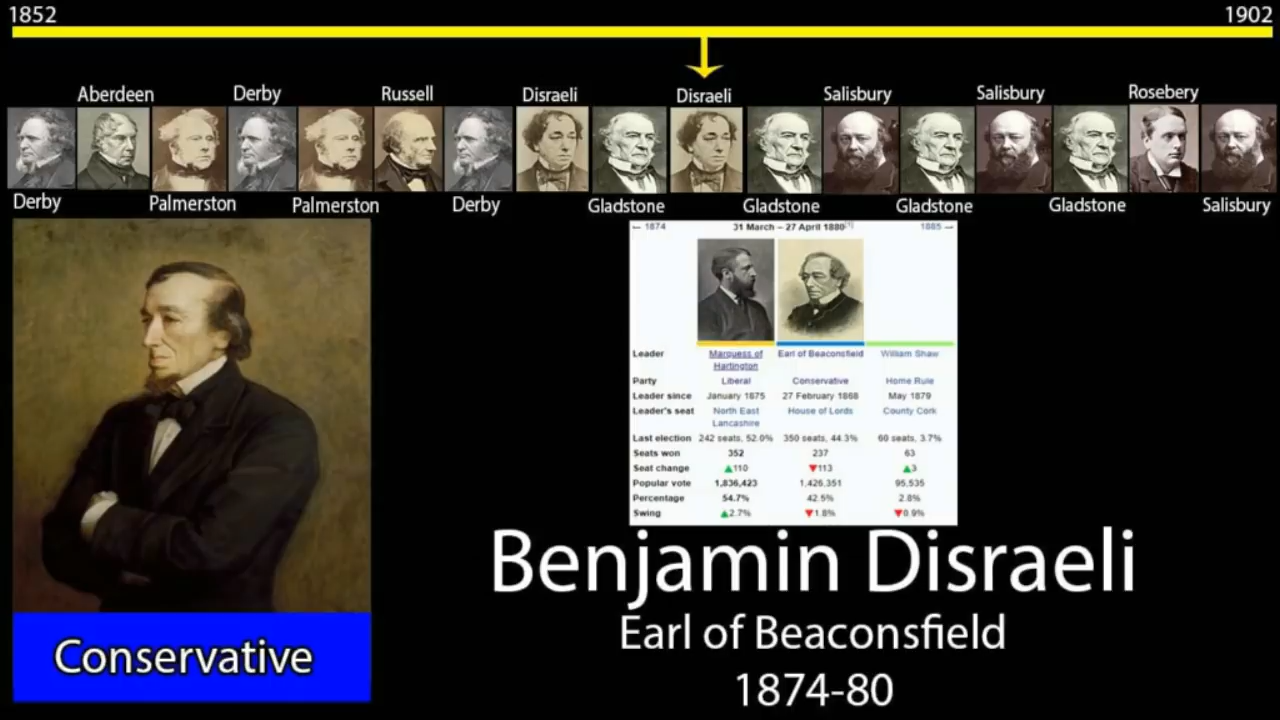 1852 1902
Aberdeen Derby Russell Disraeli Disraeli Salisbury Salisbury Rosebery
Derby Palmerston Palmerston Derby Gladstone Gladstone Gladstone Gladstone Salisbury
← 1874 31 March – 27 April 1880[1] 1885 →
Leader Marquess of Hartington Earl of Beaconsfield William Shaw
Party Liberal Conservative Home Rule
Leader since January 1875 27 February 1868 May 1879
Leader's seat North East Lancashire House of Lords County Cork
Last election 242 seats, 52.0% 350 seats, 44.3% 60 seats, 3.7%
Seats won 352 237 63
Seat change ▲110 ▼113 ▲3
Popular vote 1,836,423 1,426,351 95,535
Percentage 54.7% 42.5% 2.8%
Swing ▲2.7% ▼1.8% ▼0.9%
Benjamin Disraeli
Earl of Beaconsfield
1874-80
Conservative